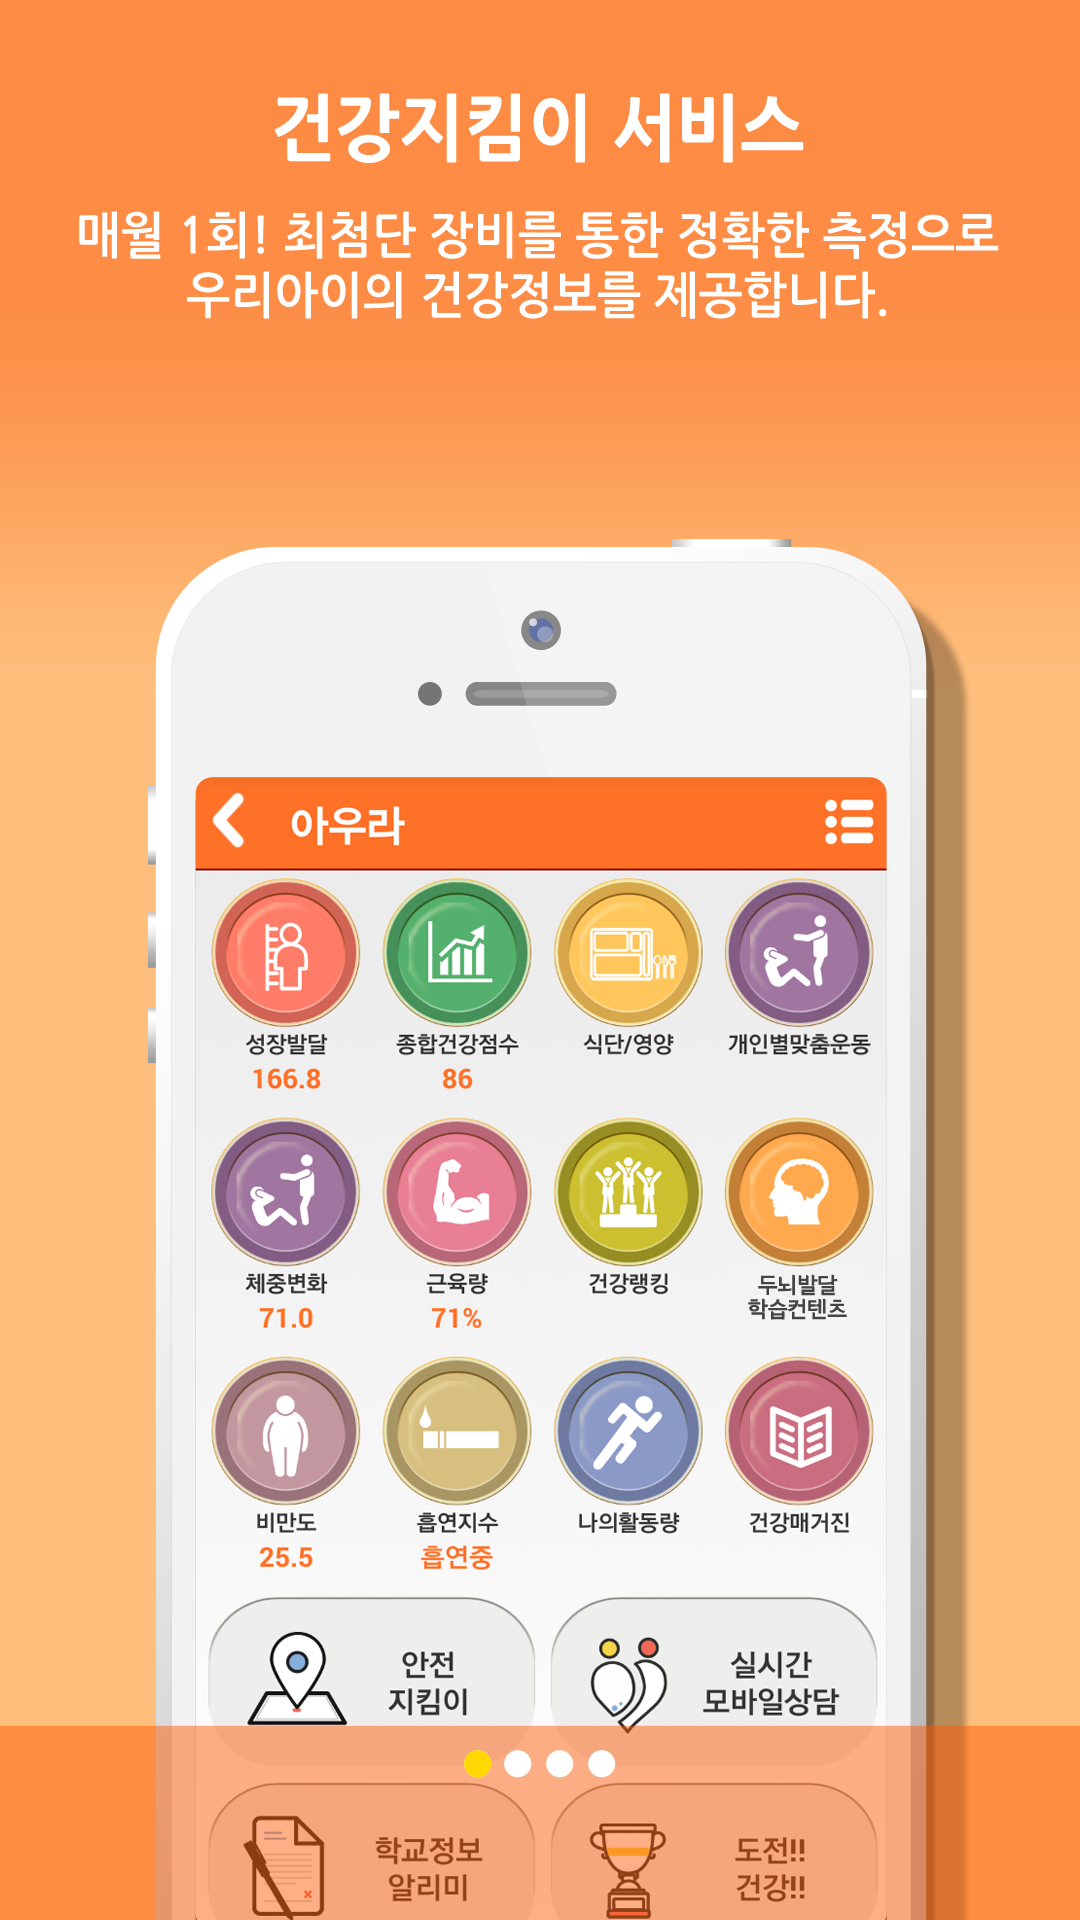 건강지킴이 서비스
매월 1회! 최첨단 장비를 통한 정확한 측정으로
우리아이의 건강정보를 제공합니다.
아우라
성장발달
166.8
종합건강점수
86
식단/영양
개인별맞춤운동
체중변화
71.0
근육량
71%
건강랭킹
두뇌발달
학습컨텐츠
비만도
25.5
흡연지수
흡연중
나의활동량
건강매거진
안전
지킴이
실시간
모바일상담
학교정보
알리미
도전!!
건강!!